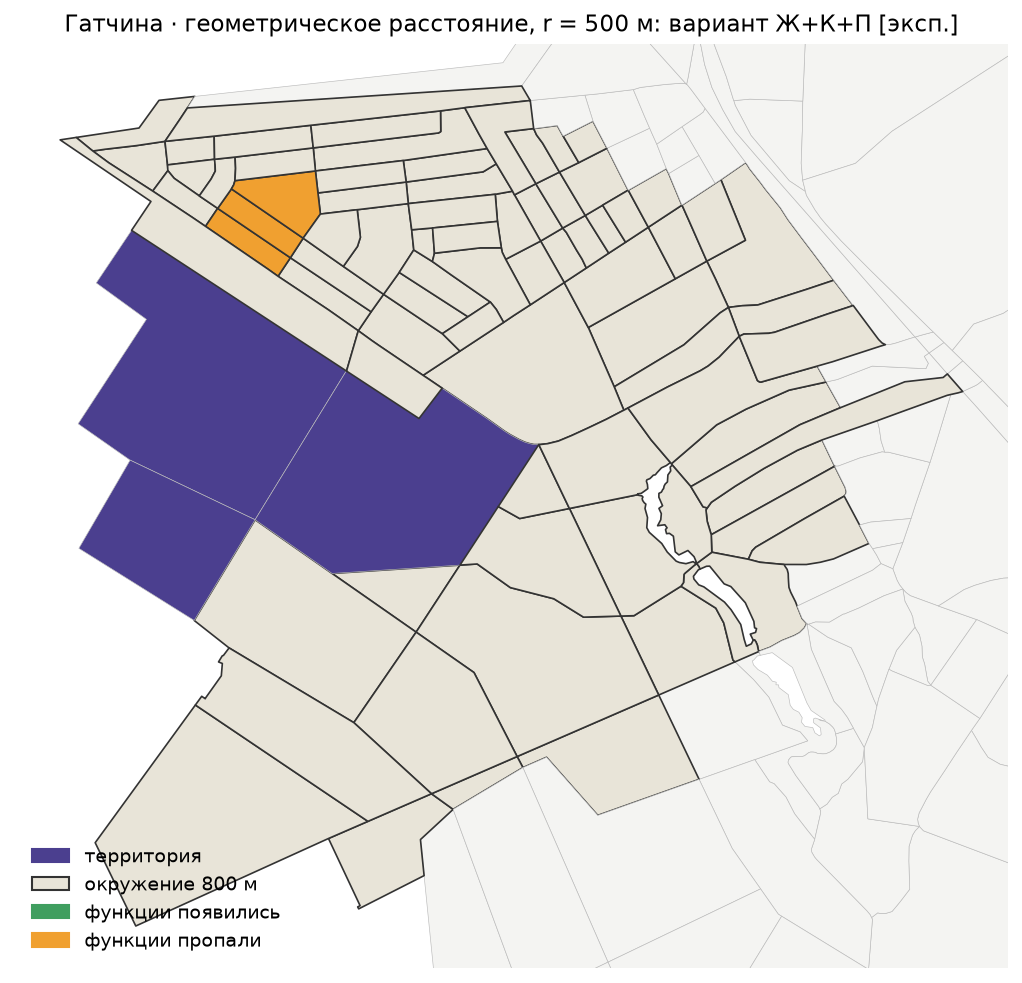 Гатчина · геометрическое расстояние, r = 500 м: вариант Ж+К+П [эксп.]
территория
окружение 800 м
функции появились
функции пропали